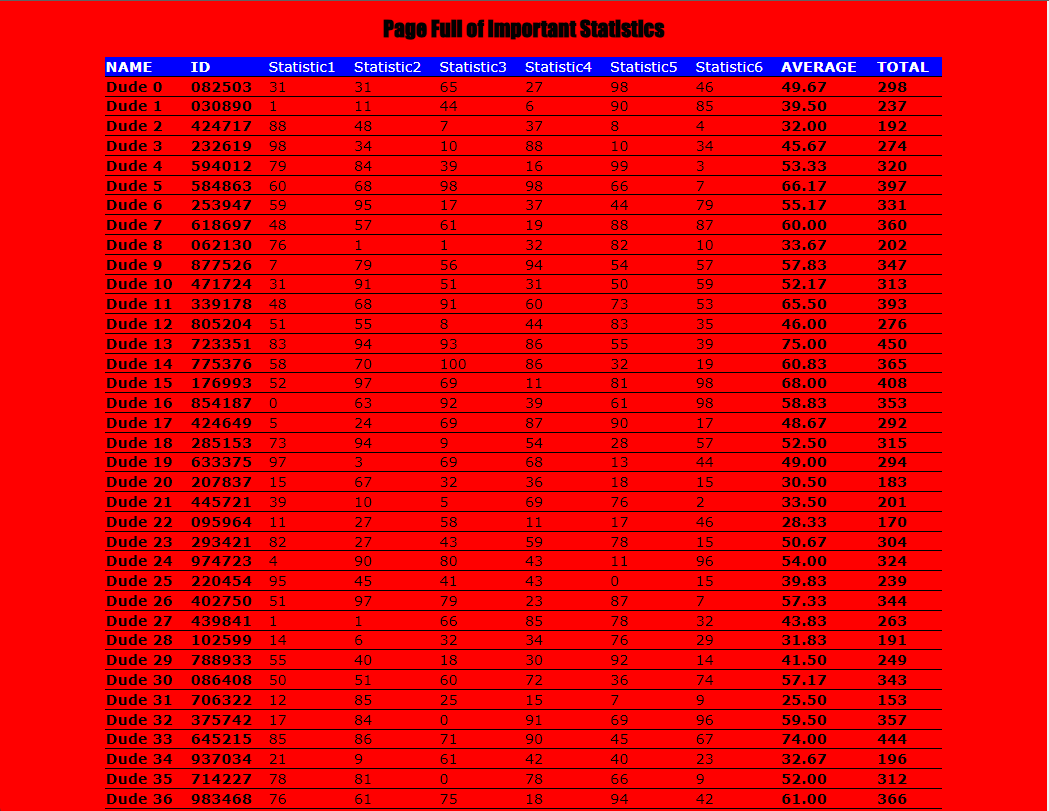 Page Full of Important Statistics
NAME ID Statistic1 Statistic2 Statistic3 Statistic4 Statistic5 Statistic6 AVERAGE TOTAL
Dude 0 082503 31 31 65 27 98 46 49.67 298
Dude 1 030890 1 11 44 6 90 85 39.50 237
Dude 2 424717 88 48 7 37 8 4 32.00 192
Dude 3 232619 98 34 10 88 10 34 45.67 274
Dude 4 594012 79 84 39 16 99 3 53.33 320
Dude 5 584863 60 68 98 98 66 7 66.17 397
Dude 6 253947 59 95 17 37 44 79 55.17 331
Dude 7 618697 48 57 61 19 88 87 60.00 360
Dude 8 062130 76 1 1 32 82 10 33.67 202
Dude 9 877526 7 79 56 94 54 57 57.83 347
Dude 10 471724 31 91 51 31 50 59 52.17 313
Dude 11 339178 48 68 91 60 73 53 65.50 393
Dude 12 805204 51 55 8 44 83 35 46.00 276
Dude 13 723351 83 94 93 86 55 39 75.00 450
Dude 14 775376 58 70 100 86 32 19 60.83 365
Dude 15 176993 52 97 69 11 81 98 68.00 408
Dude 16 854187 0 63 92 39 61 98 58.83 353
Dude 17 424649 5 24 69 87 90 17 48.67 292
Dude 18 285153 73 94 9 54 28 57 52.50 315
Dude 19 633375 97 3 69 68 13 44 49.00 294
Dude 20 207837 15 67 32 36 18 15 30.50 183
Dude 21 445721 39 10 5 69 76 2 33.50 201
Dude 22 095964 11 27 58 11 17 46 28.33 170
Dude 23 293421 82 27 43 59 78 15 50.67 304
Dude 24 974723 4 90 80 43 11 96 54.00 324
Dude 25 220454 95 45 41 43 0 15 39.83 239
Dude 26 402750 51 97 79 23 87 7 57.33 344
Dude 27 439841 1 1 66 85 78 32 43.83 263
Dude 28 102599 14 6 32 34 76 29 31.83 191
Dude 29 788933 55 40 18 30 92 14 41.50 249
Dude 30 086408 50 51 60 72 36 74 57.17 343
Dude 31 706322 12 85 25 15 7 9 25.50 153
Dude 32 375742 17 84 0 91 69 96 59.50 357
Dude 33 645215 85 86 71 90 45 67 74.00 444
Dude 34 937034 21 9 61 42 40 23 32.67 196
Dude 35 714227 78 81 0 78 66 9 52.00 312
Dude 36 983468 76 61 75 18 94 42 61.00 366